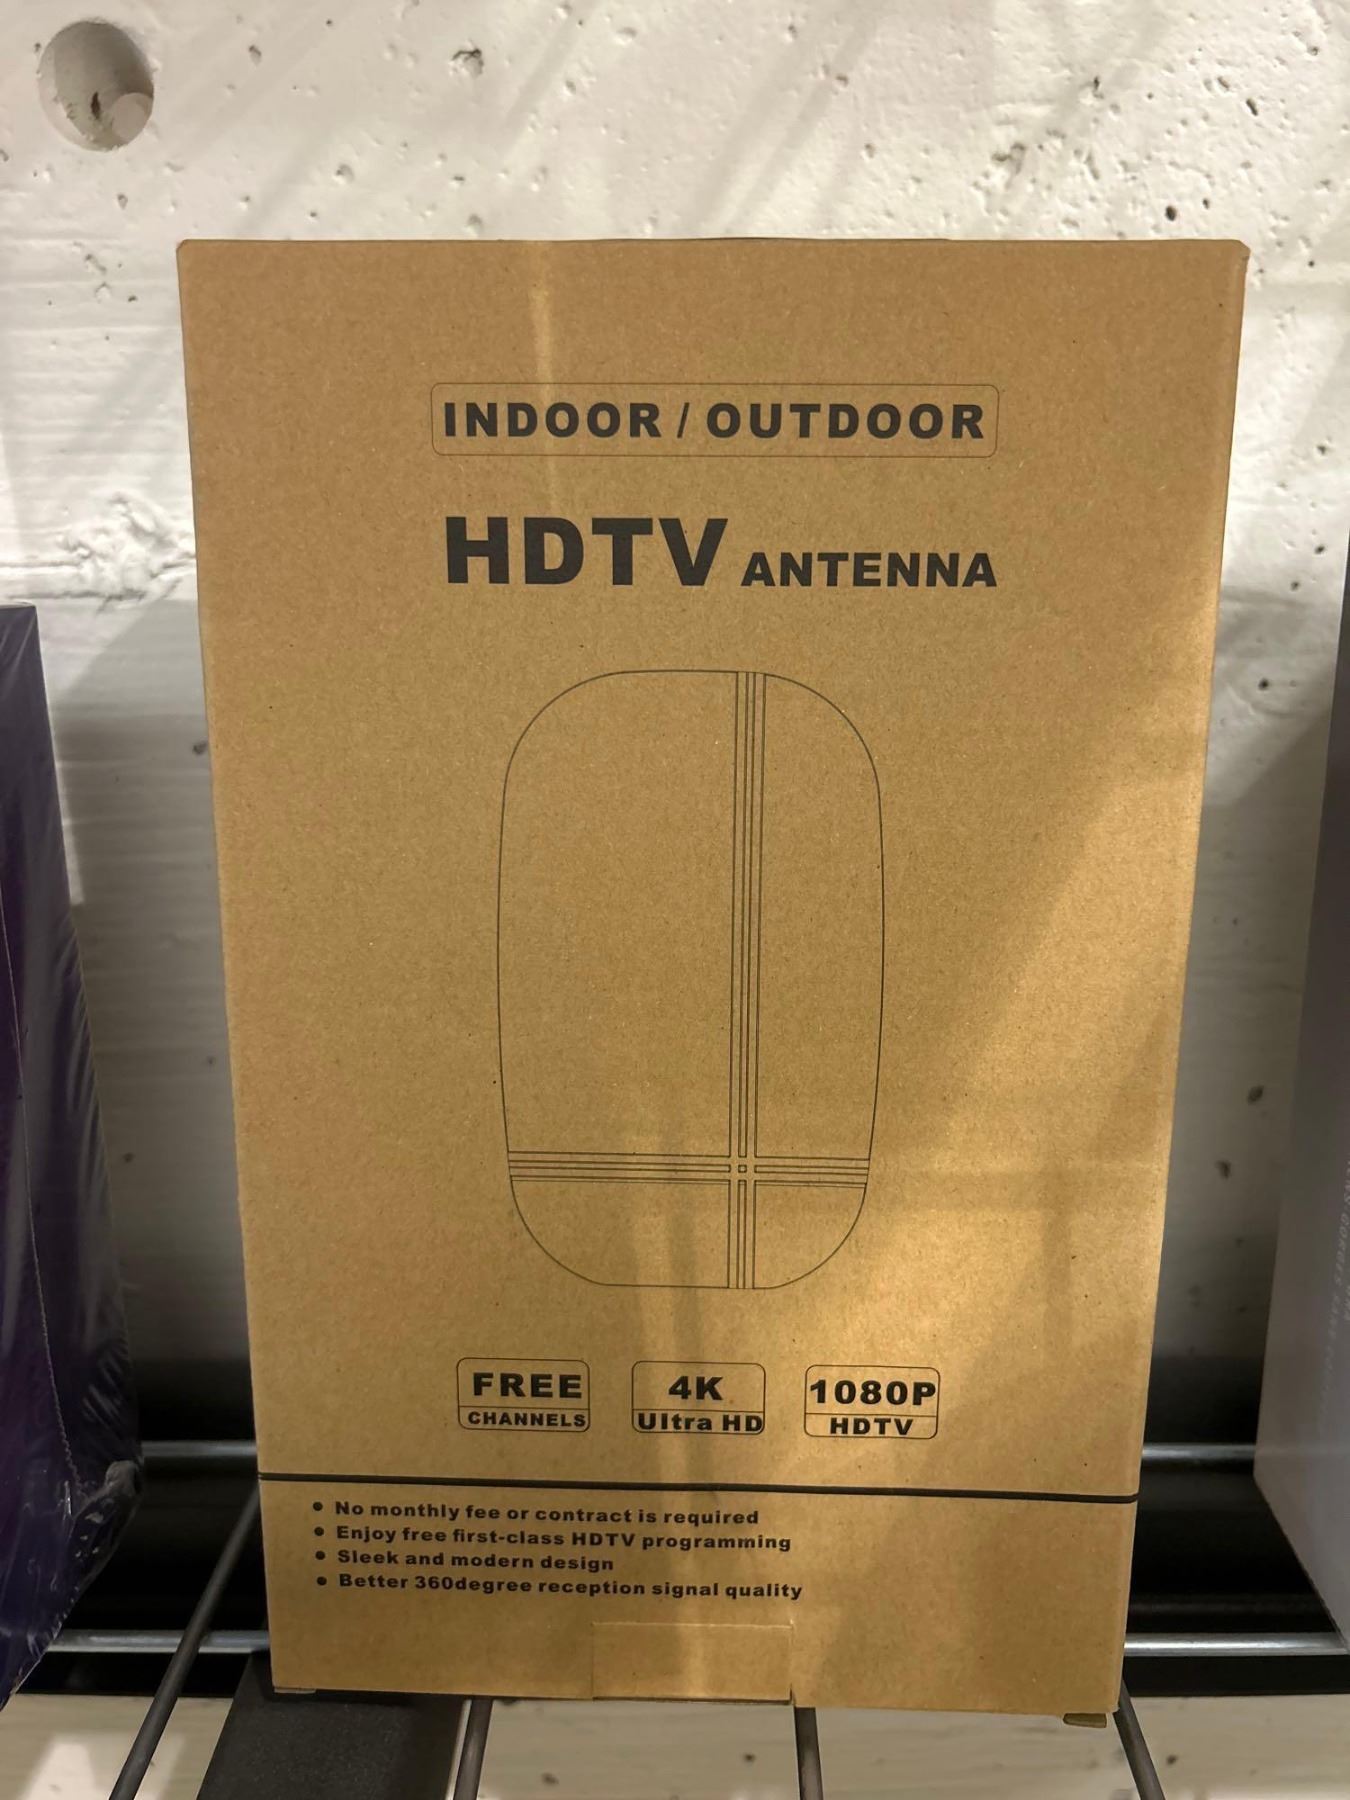 INDOOR / OUTDOOR
HDTV ANTENNA
FREE
CHANNELS
4K
Ultra HD
1080P
HDTV
• No monthly fee or contract is required
• Enjoy free first-class HDTV programming
• Sleek and modern design
• Better 360degree reception signal quality